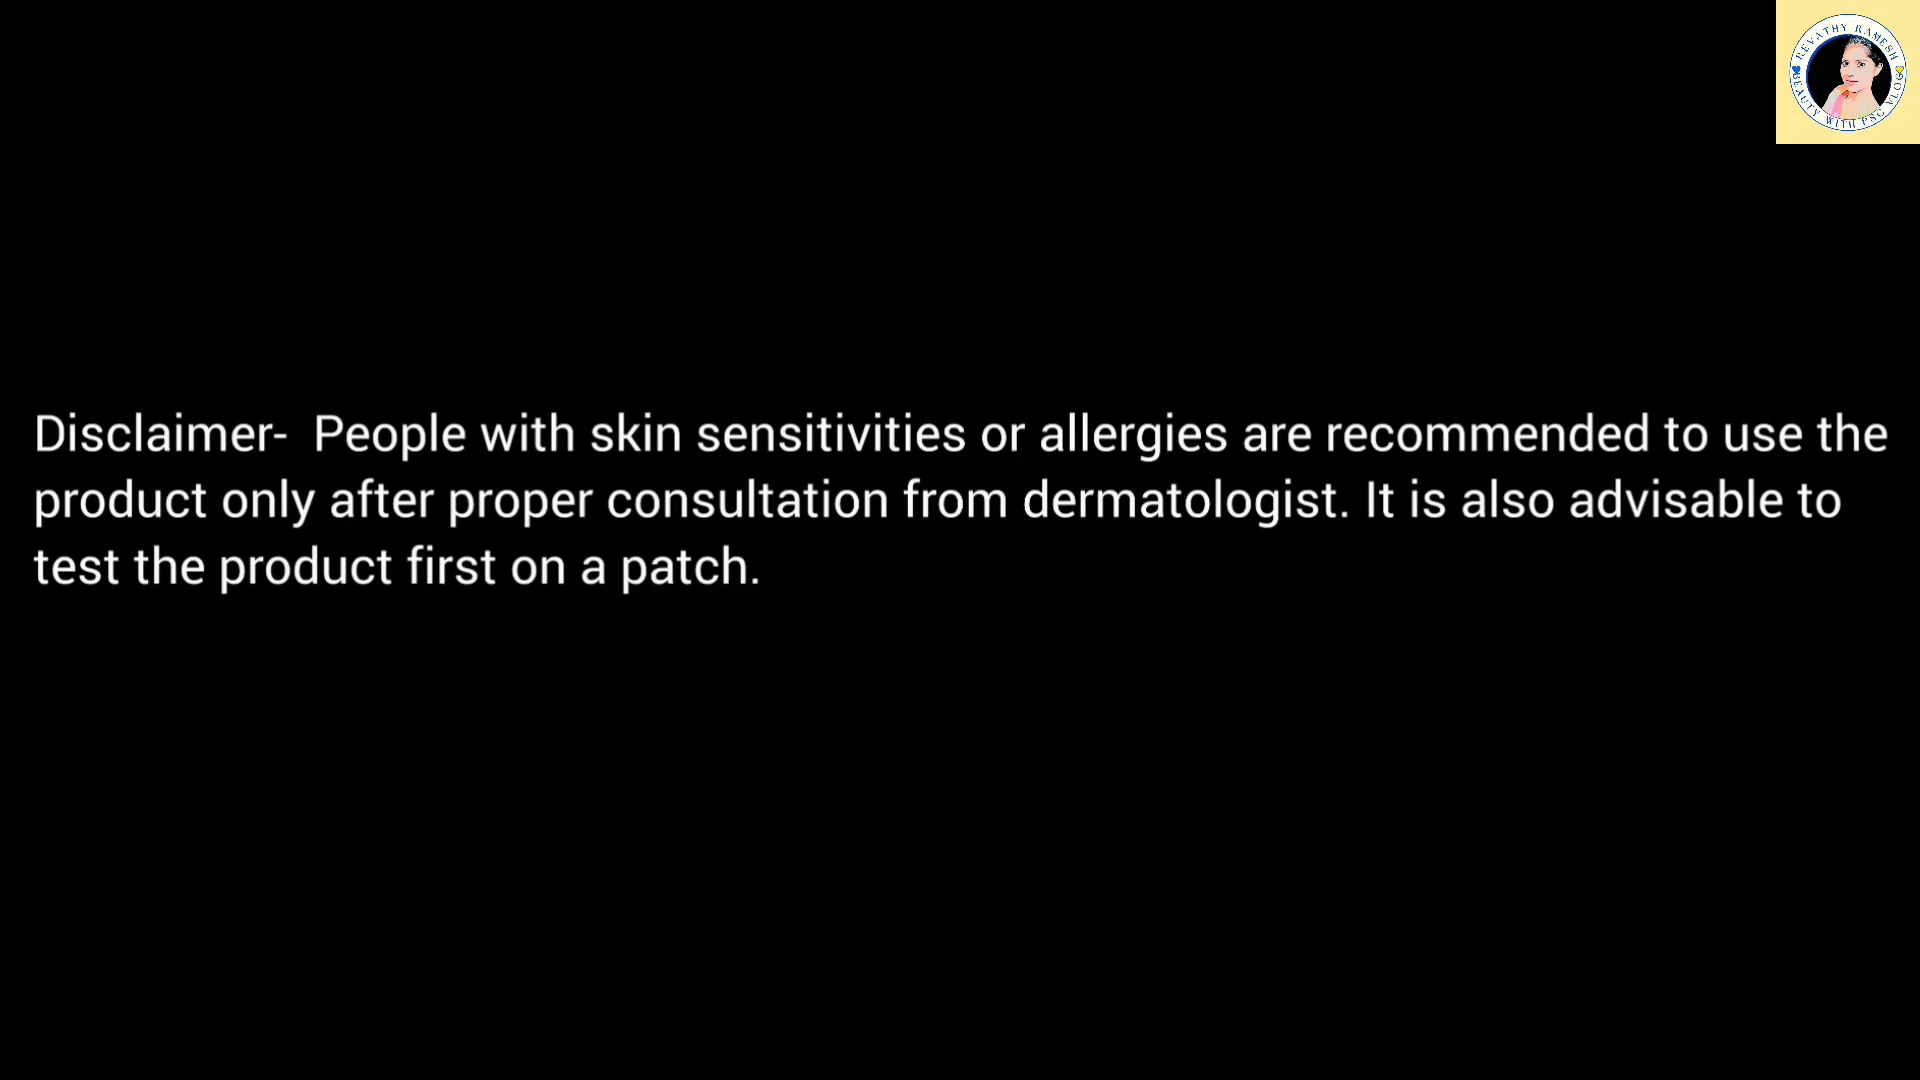 REVATHY RAMESH
BEAUTY WITH PSC VLOG
Disclaimer-  People with skin sensitivities or allergies are recommended to use the
product only after proper consultation from dermatologist. It is also advisable to
test the product first on a patch.